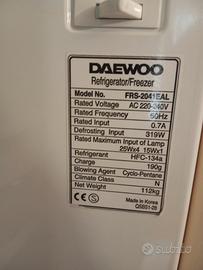 DAEWOO
Refrigerator/Freezer
Model No. FRS-2041EAL
Rated Voltage AC 220-240V
Rated Frequency 50Hz
Rated Input 0.7A
Defrosting Input 319W
Rated Maximum Input of Lamp
25Wx4 15Wx1
Refrigerant HFC-134a
Charge 190g
Blowing Agent Cyclo-Pentane
Climate Class N
Net Weight 112kg
CE S
Made in Korea
Subito